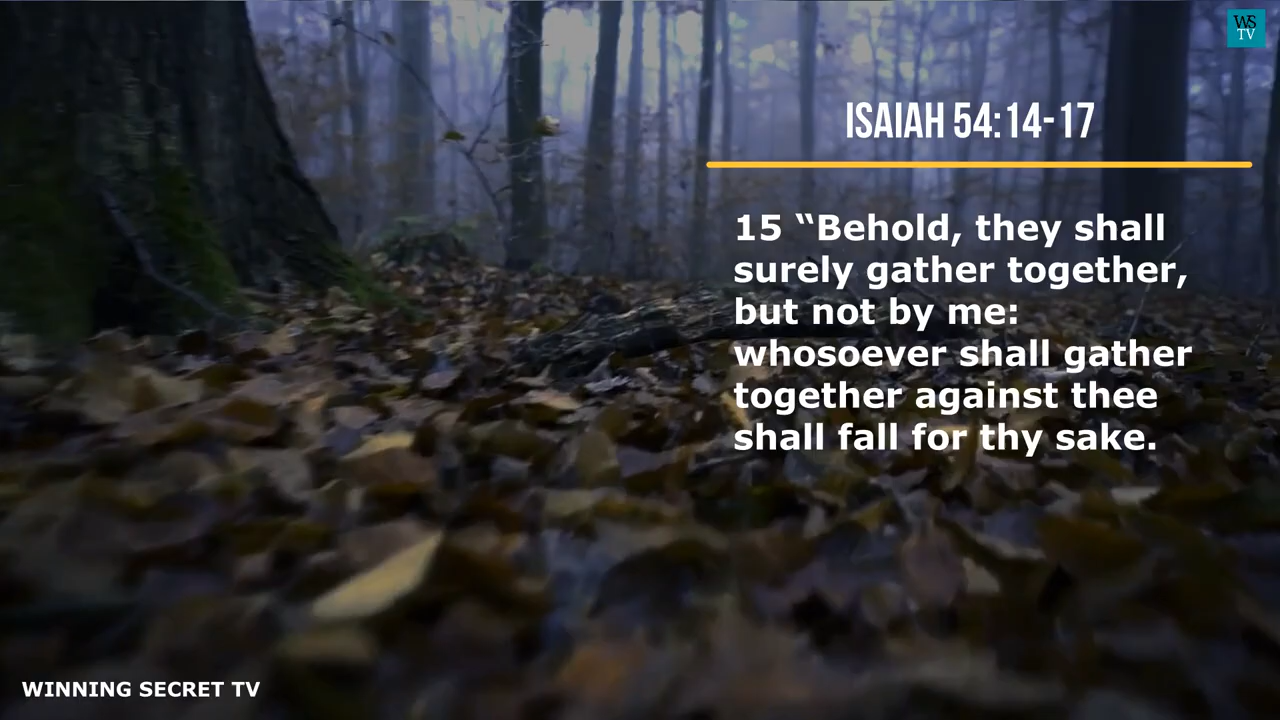 WS
TV
ISAIAH 54:14-17
15 “Behold, they shall
surely gather together,
but not by me:
whosoever shall gather
together against thee
shall fall for thy sake.
WINNING SECRET TV